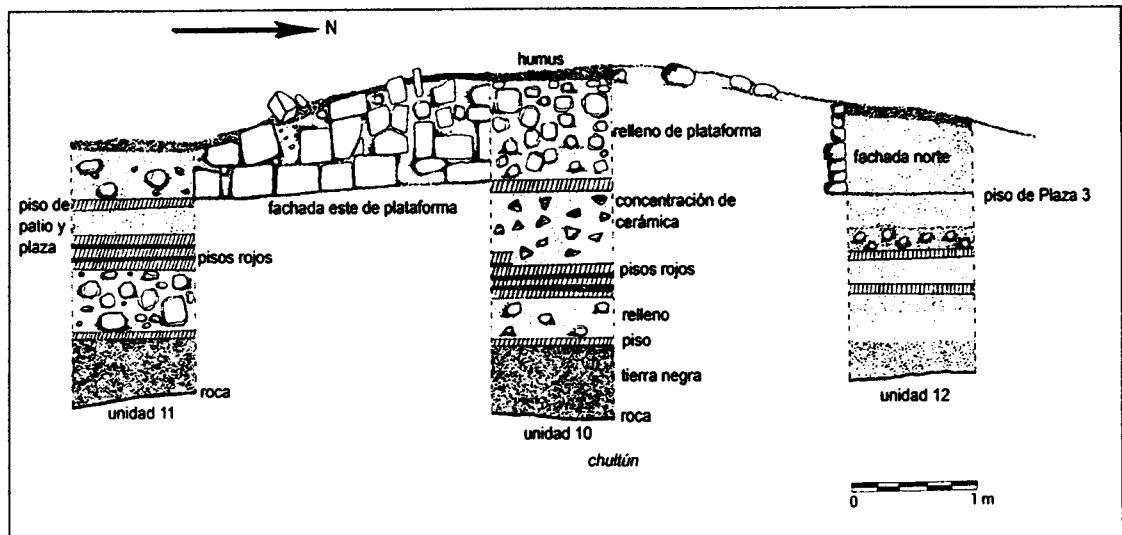 N
humus
relleno de plataforma
fachada norte
piso de
patio y
plaza
fachada este de plataforma
concentración de
cerámica
piso de Plaza 3
pisos rojos
pisos rojos
relleno
piso
tierra negra
roca
unidad 11
roca
unidad 10
unidad 12
chultún
0 1 m